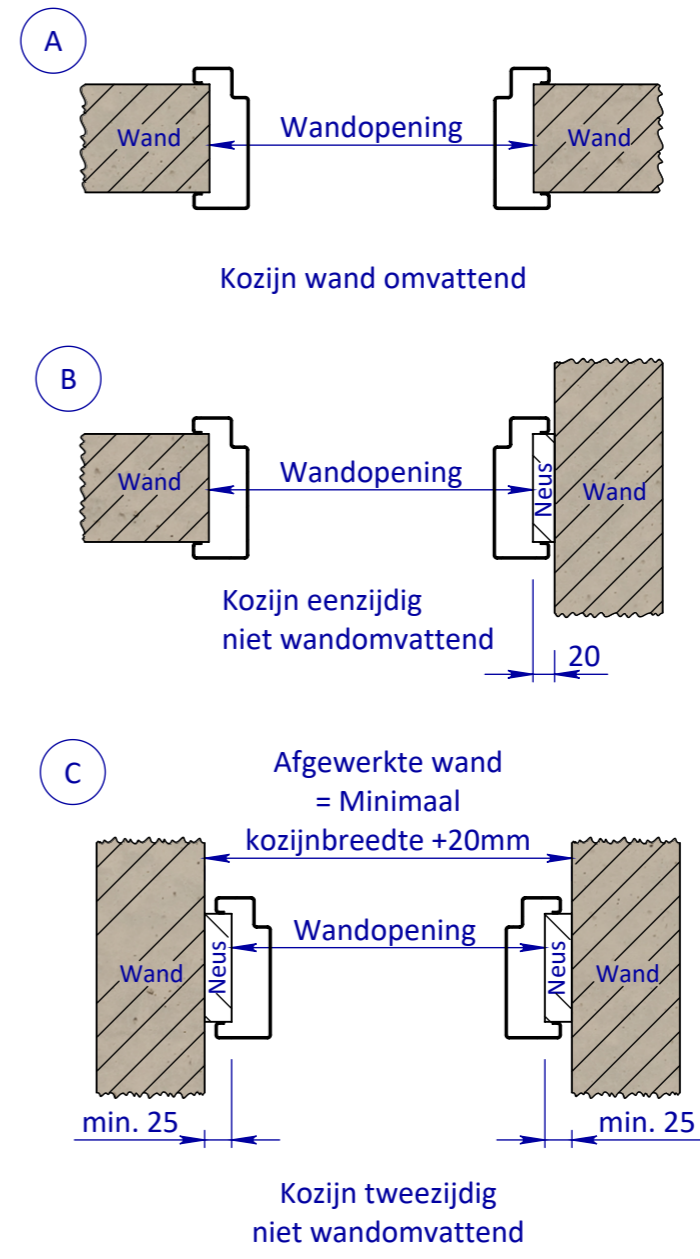 A
Wand
Wandopening
Wand
Kozijn wand omvattend
B
Wand
Wandopening
Neus
Wand
Kozijn eenzijdig
niet wandomvattend
20
C
Afgewerkte wand
= Minimaal
kozijnbreedte +20mm
Wand
Neus
Wandopening
Neus
Wand
min. 25
min. 25
Kozijn tweezijdig
niet wandomvattend